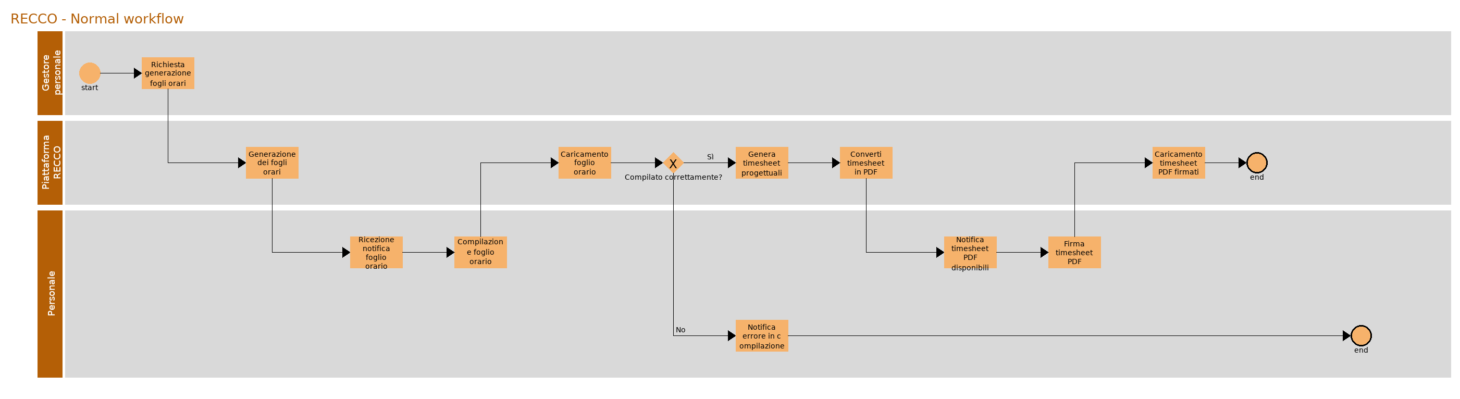 RECCO - Normal workflow
Gestore
personale
start
Richiesta
generazione
fogli orari
Piattaforma
RECCO
Generazione
dei fogli
orari
Caricamento
foglio
orario
X
Compilato correttamente?
SI
Genera
timesheet
progettuali
Converti
timesheet
in PDF
Caricamento
timesheet
PDF firmati
end
Personale
Ricezione
notifica
foglio
orario
Compilazion
e foglio
orario
Notifica
timesheet
PDF
disponibili
Firma
timesheet
PDF
No
Notifica
errore in c
ompilazione
end